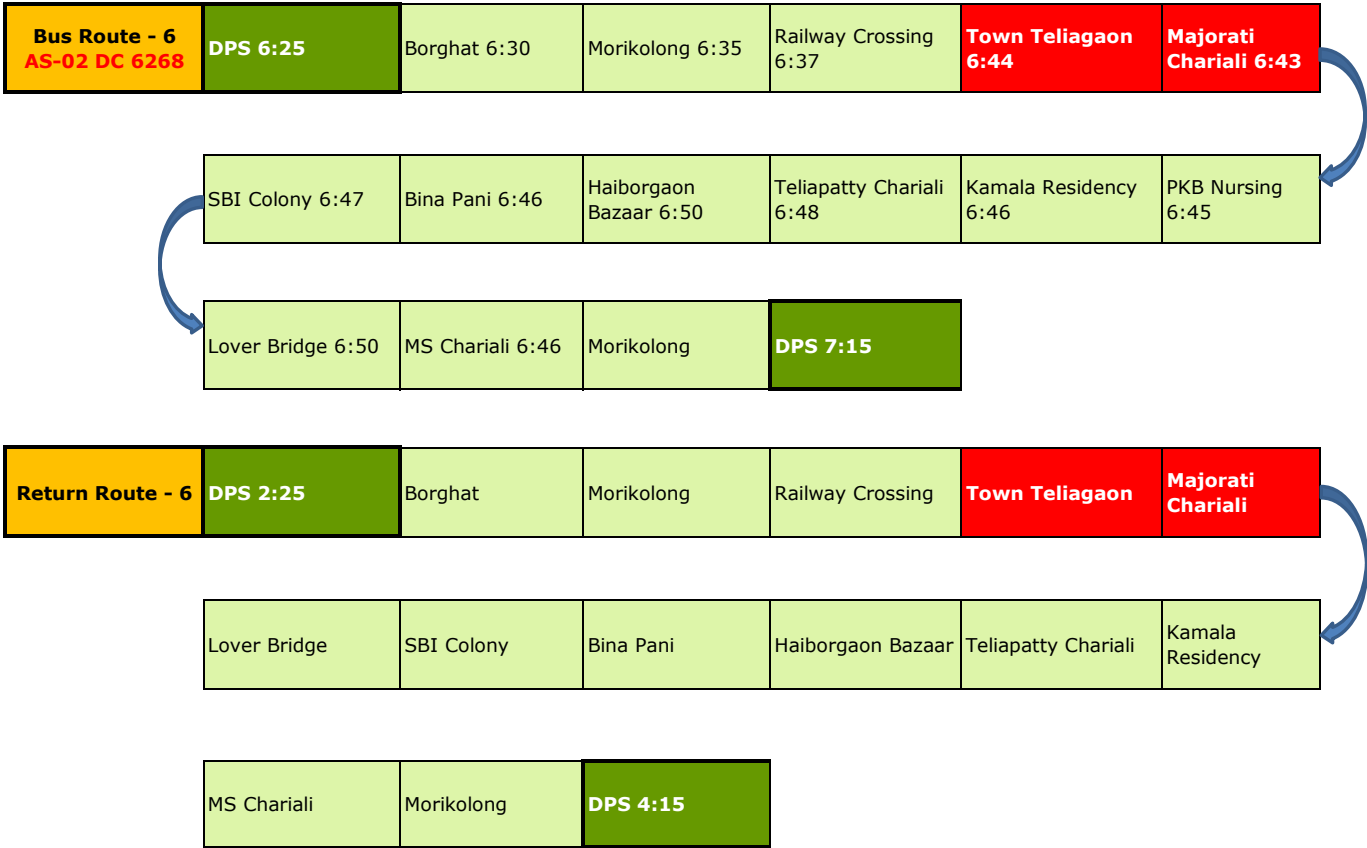 Bus Route - 6
AS-02 DC 6268
DPS 6:25
Borghat 6:30
Morikolong 6:35
Railway Crossing
6:37
Town Teliagaon
6:44
Majorati
Chariali 6:43
SBI Colony 6:47
Bina Pani 6:46
Haiborgaon
Bazaar 6:50
Teliapatty Chariali
6:48
Kamala Residency
6:46
PKB Nursing
6:45
Lover Bridge 6:50
MS Chariali 6:46
Morikolong
DPS 7:15
Return Route - 6
DPS 2:25
Borghat
Morikolong
Railway Crossing
Town Teliagaon
Majorati
Chariali
Lover Bridge
SBI Colony
Bina Pani
Haiborgaon Bazaar
Teliapatty Chariali
Kamala
Residency
MS Chariali
Morikolong
DPS 4:15